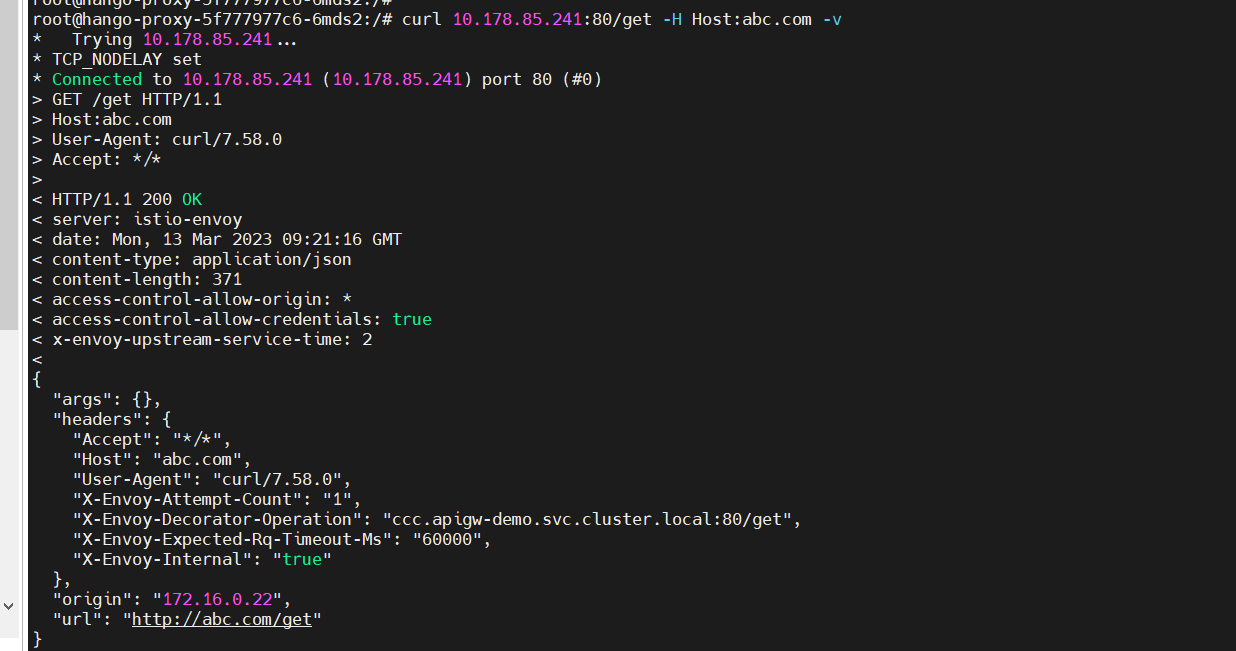 root@hango-proxy-5f777977c6-6mds2:/#
root@hango-proxy-5f777977c6-6mds2:/# curl 10.178.85.241:80/get -H Host:abc.com -v
*   Trying 10.178.85.241...
* TCP_NODELAY set
* Connected to 10.178.85.241 (10.178.85.241) port 80 (#0)
> GET /get HTTP/1.1
> Host:abc.com
> User-Agent: curl/7.58.0
> Accept: */*
>
< HTTP/1.1 200 OK
< server: istio-envoy
< date: Mon, 13 Mar 2023 09:21:16 GMT
< content-type: application/json
< content-length: 371
< access-control-allow-origin: *
< access-control-allow-credentials: true
< x-envoy-upstream-service-time: 2
<
{
  "args": {},
  "headers": {
    "Accept": "*/*",
    "Host": "abc.com",
    "User-Agent": "curl/7.58.0",
    "X-Envoy-Attempt-Count": "1",
    "X-Envoy-Decorator-Operation": "ccc.apigw-demo.svc.cluster.local:80/get",
    "X-Envoy-Expected-Rq-Timeout-Ms": "60000",
    "X-Envoy-Internal": "true"
  },
  "origin": "172.16.0.22",
  "url": "http://abc.com/get"
}